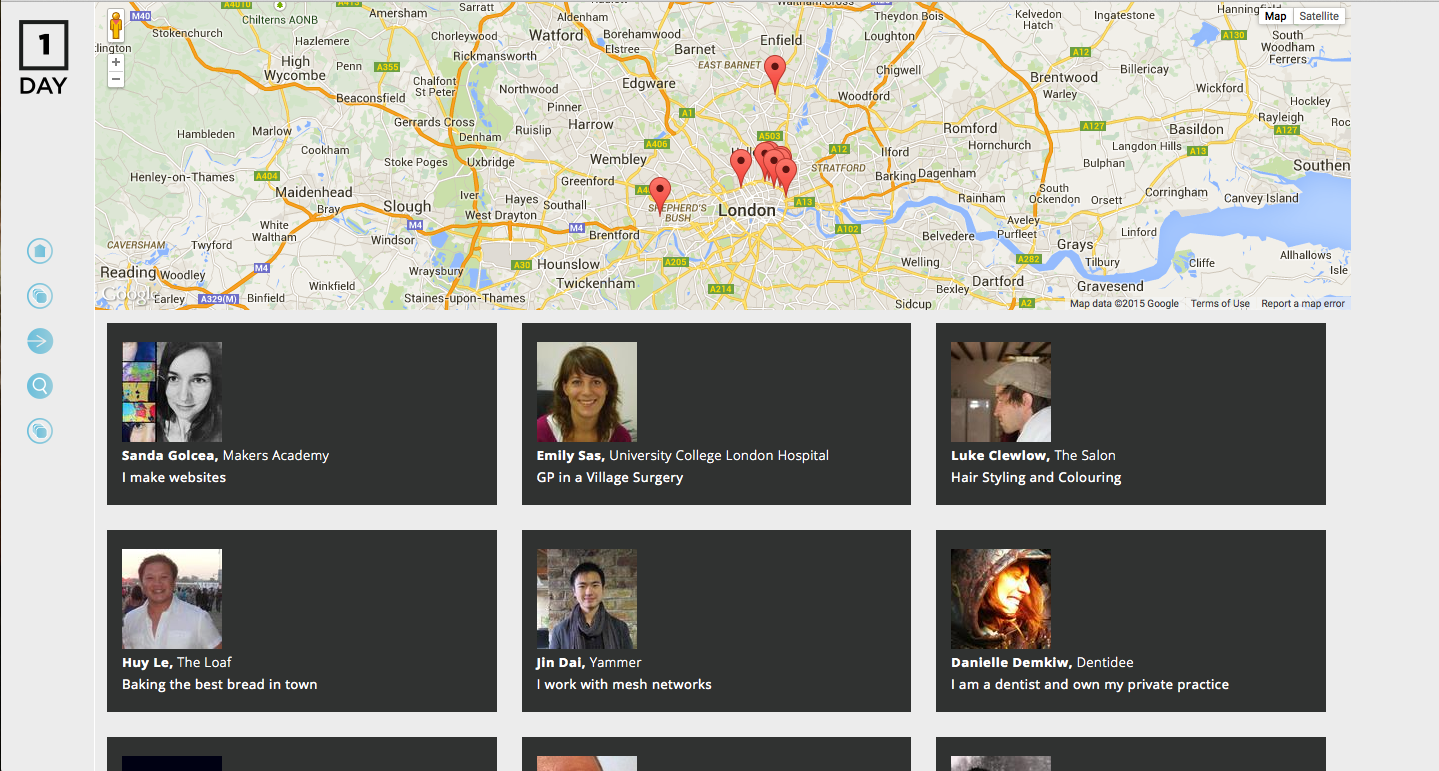 1
DAY
Map
Satellite
+
−
M40
A4010
A413
Chilterns AONB
Amersham
Sarratt
Stokenchurch
Hazlemere
Chorleywood
Rickmansworth
High
Wycombe
Penn
A355
Chalfont
St Peter
Beaconsfield
Gerrards Cross
Denham
Hambleden
Marlow
Cookham
Stoke Poges
Uxbridge
Henley-on-Thames
A404
Maidenhead
Slough
Iver
West Drayton
Bray
White
Waltham
M4
Windsor
CAVERSHAM
Twyford
Reading
Woodley
M4
Wraysbury
Winkfield
Earley
A329(M)
Binfield
Staines-upon-Thames
Google
Aldenham
Watford
Borehamwood
Elstree
Barnet
Enfield
EAST BARNET
Waltham Cross
Theydon Bois
Loughton
Chigwell
Woodford
Edgware
Northwood
Pinner
Ruislip
Harrow
A1
A406
Wembley
Greenford
Hayes
Southall
M4
Brentford
A30
Hounslow
Twickenham
A205
A214
SHEPHERD'S
BUSH
London
A503
A12
STRATFORD
Ilford
Barking
Dagenham
A13
A102
Romford
Hornchurch
Rainham
Belvedere
Welling
Bexley
Sidcup
Dartford
A282
A2
Kelvedon
Hatch
Ingatestone
A12
Brentwood
Warley
Billericay
A130
South
Woodham
Ferrers
Wickford
Hockley
Rayleigh
A127
A127
Basildon
Langdon Hills
A13
Bulphan
Southen
South
Ockendon
Orsett
Corringham
Canvey Island
Aveley
Purfleet
Linford
Grays
Tilbury
Cliffe
Gravesend
Allhallows
Isle
Map data ©2015 Google
Terms of Use
Report a map error
Sanda Golcea, Makers Academy
I make websites
Emily Sas, University College London Hospital
GP in a Village Surgery
Luke Clewlow, The Salon
Hair Styling and Colouring
Huy Le, The Loaf
Baking the best bread in town
Jin Dai, Yammer
I work with mesh networks
Danielle Demkiw, Dentidee
I am a dentist and own my private practice